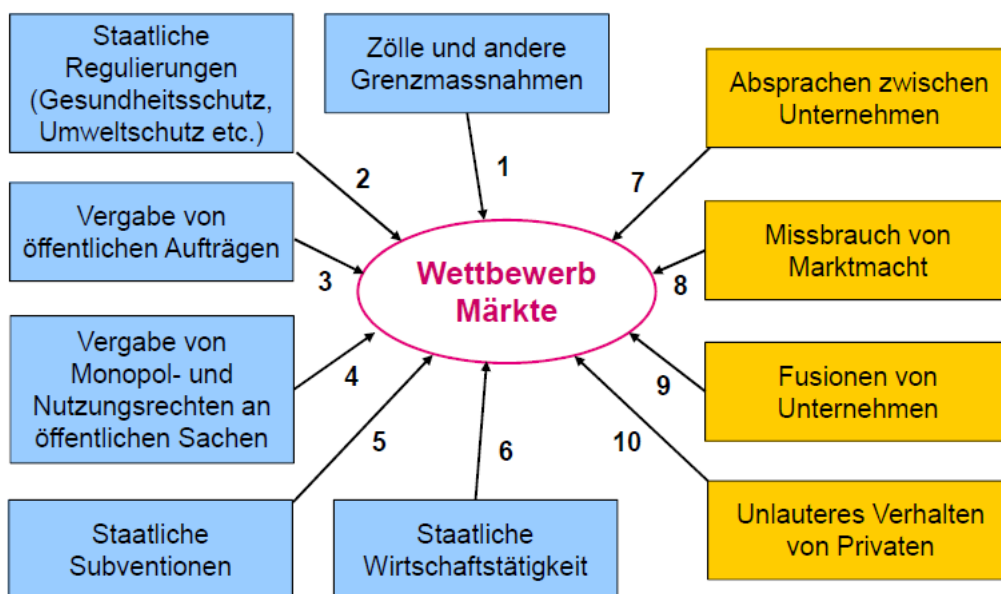 Staatliche
Regulierungen
(Gesundheitsschutz,
Umweltschutz etc.)
Zölle und andere
Grenzmassnahmen
Absprachen zwischen
Unternehmen
2
1
7
Vergabe von
öffentlichen Aufträgen
3
Wettbewerb
Märkte
Missbrauch von
Marktmacht
8
Vergabe von
Monopol- und
Nutzungsrechten an
öffentlichen Sachen
4
Fusionen von
Unternehmen
9
5
6
10
Staatliche
Subventionen
Staatliche
Wirtschaftstätigkeit
Unlauteres Verhalten
von Privaten